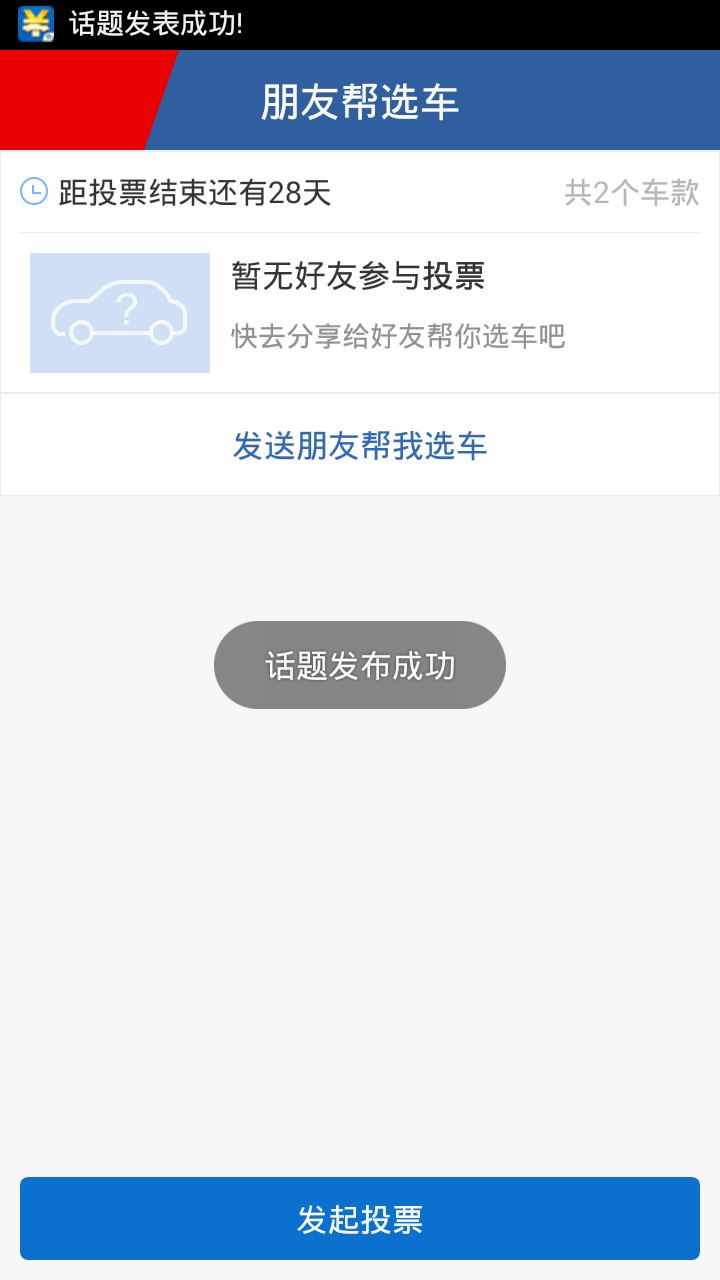 话题发表成功!
朋友帮选车
距投票结束还有28天
共2个车款
?
暂无好友参与投票
快去分享给好友帮你选车吧
发送朋友帮我选车
话题发布成功
发起投票